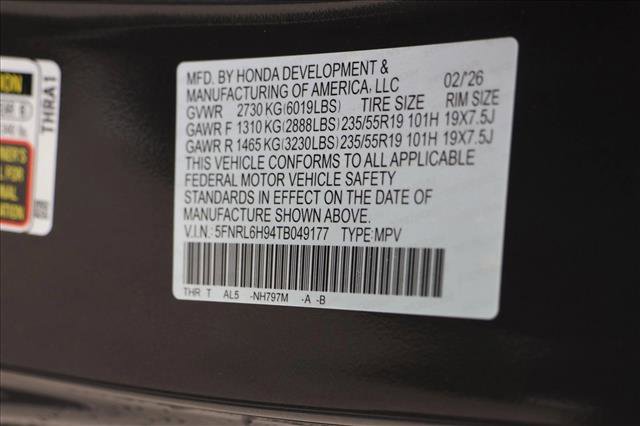 MFD. BY HONDA DEVELOPMENT &
MANUFACTURING OF AMERICA, LLC 02/'26
GVWR 2730 KG(6019LBS) TIRE SIZE RIM SIZE
GAWR F 1310 KG(2888LBS) 235/55R19 101H 19X7.5J
GAWR R 1465 KG(3230LBS) 235/55R19 101H 19X7.5J
THIS VEHICLE CONFORMS TO ALL APPLICABLE
FEDERAL MOTOR VEHICLE SAFETY
STANDARDS IN EFFECT ON THE DATE OF
MANUFACTURE SHOWN ABOVE.
V.I.N.: 5FNRL6H94TB049177 TYPE:MPV
THR T AL5 -NH797M -A -B
THRA1